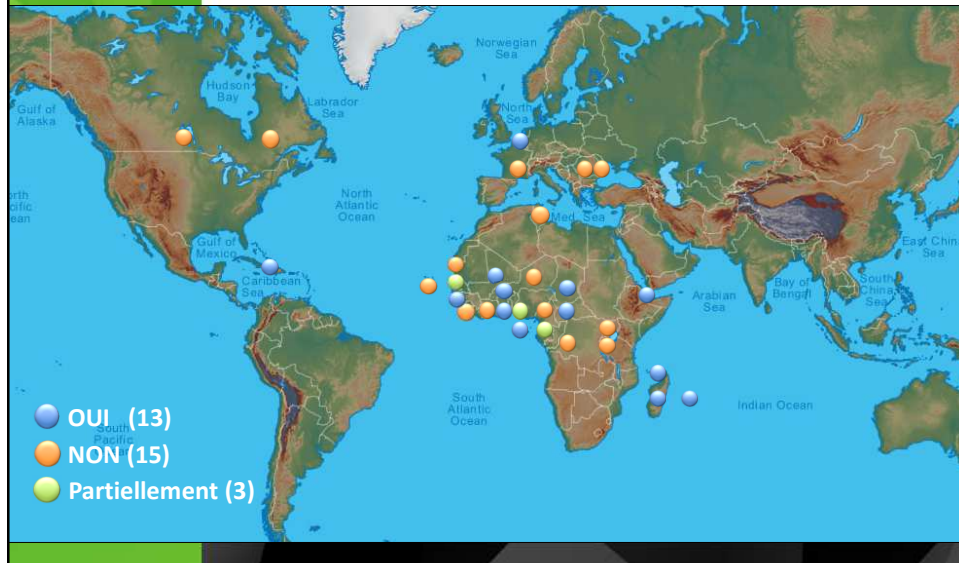 Norwegian
Sea
Hudson
Bay
Labrador
Sea
Gulf of
Alaska
North
Sea
North
Atlantic
Ocean
Med. Sea
Gulf of
Mexico
Caribbean
Sea
East China
Sea
South
China
Sea
Bay of
Bengal
Arabian
Sea
South
Atlantic
Ocean
Indian Ocean
South
Pacific
OUI (13)
NON (15)
Partiellement (3)